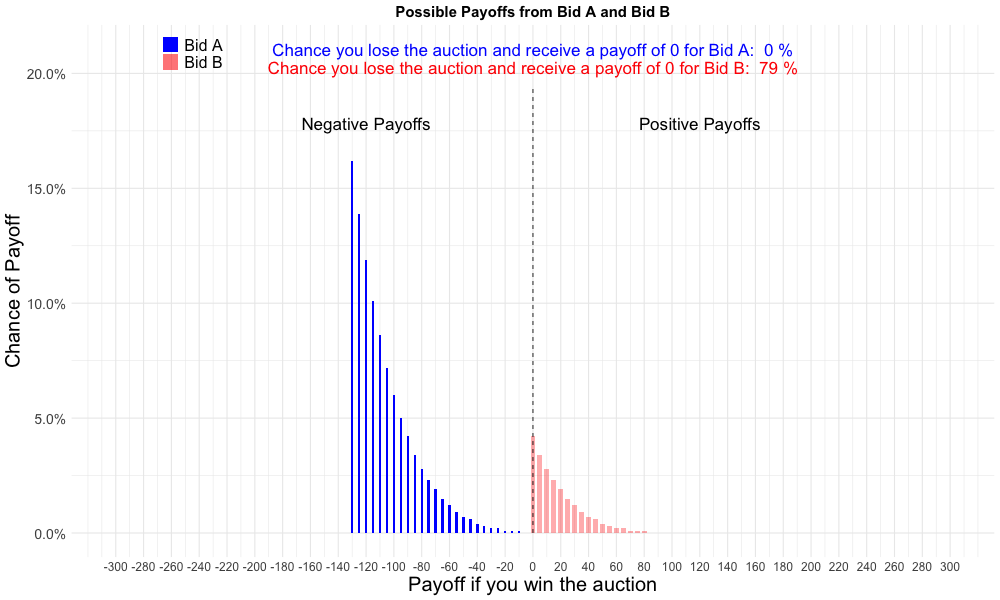 Possible Payoffs from Bid A and Bid B
Bid A
Bid B
Chance you lose the auction and receive a payoff of 0 for Bid A:  0 %
Chance you lose the auction and receive a payoff of 0 for Bid B:  79 %
Negative Payoffs
Positive Payoffs
20.0%
15.0%
10.0%
5.0%
0.0%
Chance of Payoff
-300 -280 -260 -240 -220 -200 -180 -160 -140 -120 -100 -80 -60 -40 -20 0 20 40 60 80 100 120 140 160 180 200 220 240 260 280 300
Payoff if you win the auction